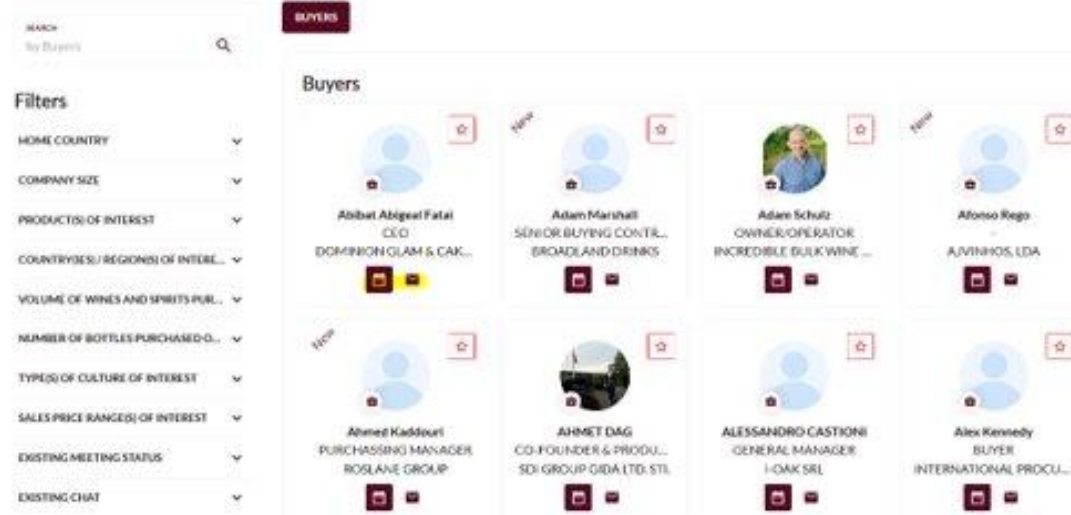 SEARCH
by Buyers
Filters
HOME COUNTRY
COMPANY SIZE
PRODUCT(S) OF INTEREST
COUNTRY(IES) / REGION(S) OF INTERE...
VOLUME OF WINES AND SPIRITS PUR...
NUMBER OF BOTTLES PURCHASED O...
TYPE(S) OF CULTURE OF INTEREST
SALES PRICE RANGE(S) OF INTEREST
EXISTING MEETING STATUS
EXISTING CHAT
BUYERS
Buyers
Abibat Abigeal Fatai
CEO
DOMINION GLAM & CAK...
New
Adam Marshall
SENIOR BUYING CONTR...
BROADLAND DRINKS
Adam Schulz
OWNER/OPERATOR
INCREDIBLE BULK WINE ...
New
Afonso Rego
-
AJVINHOS, LDA
New
Ahmed Kaddouri
PURCHASSING MANAGER
ROSLANE GROUP
AHMET DAG
CO-FOUNDER & PRODU...
SDI GROUP GIDA LTD. STI.
ALESSANDRO CASTIONI
GENERAL MANAGER
I-OAK SRL
Alex Kennedy
BUYER
INTERNATIONAL PROCU...